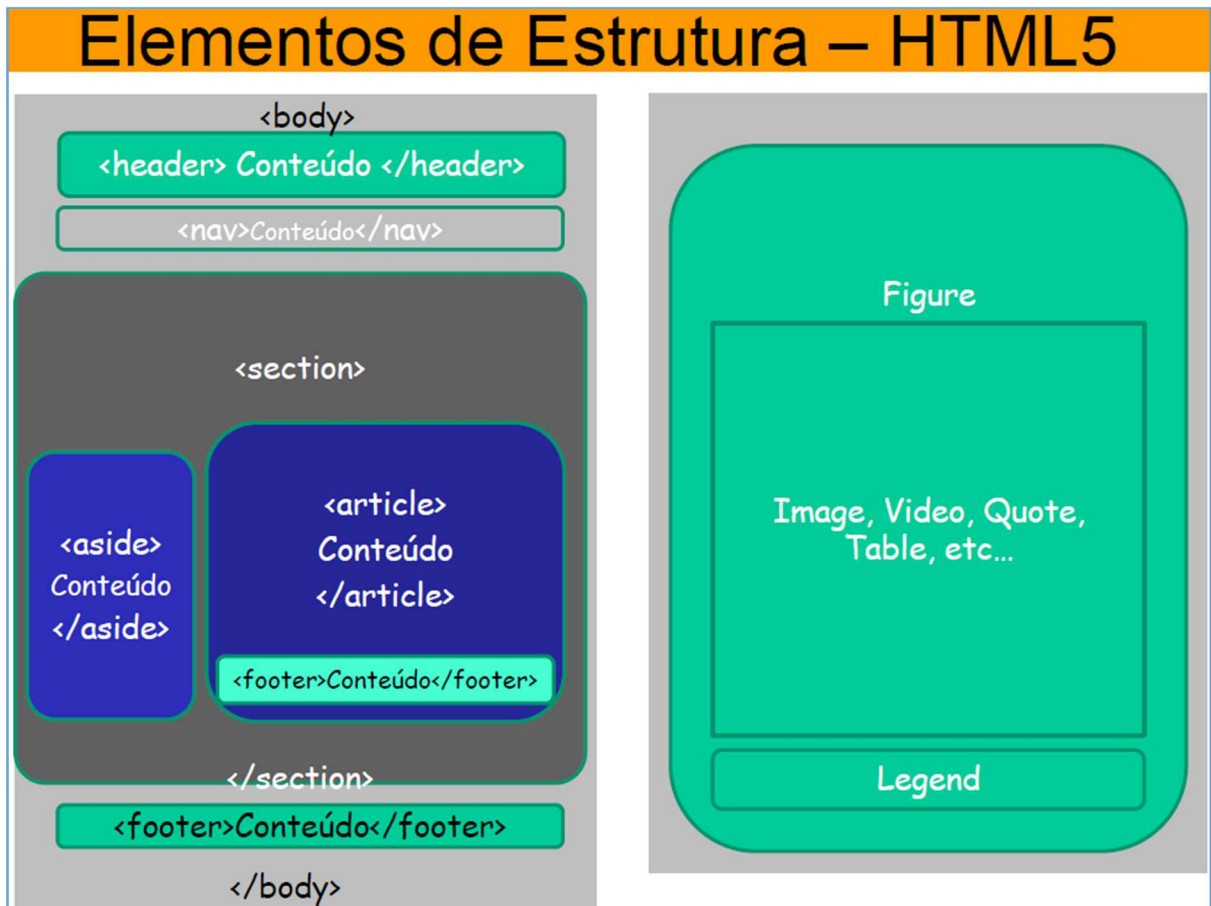 Elementos de Estrutura – HTML5
<body>
<header> Conteúdo </header>
<nav>Conteúdo</nav>
<section>
<aside>
Conteúdo
</aside>
<article>
Conteúdo
</article>
<footer>Conteúdo</footer>
</section>
<footer>Conteúdo</footer>
</body>
Figure
Image, Video, Quote,
Table, etc...
Legend